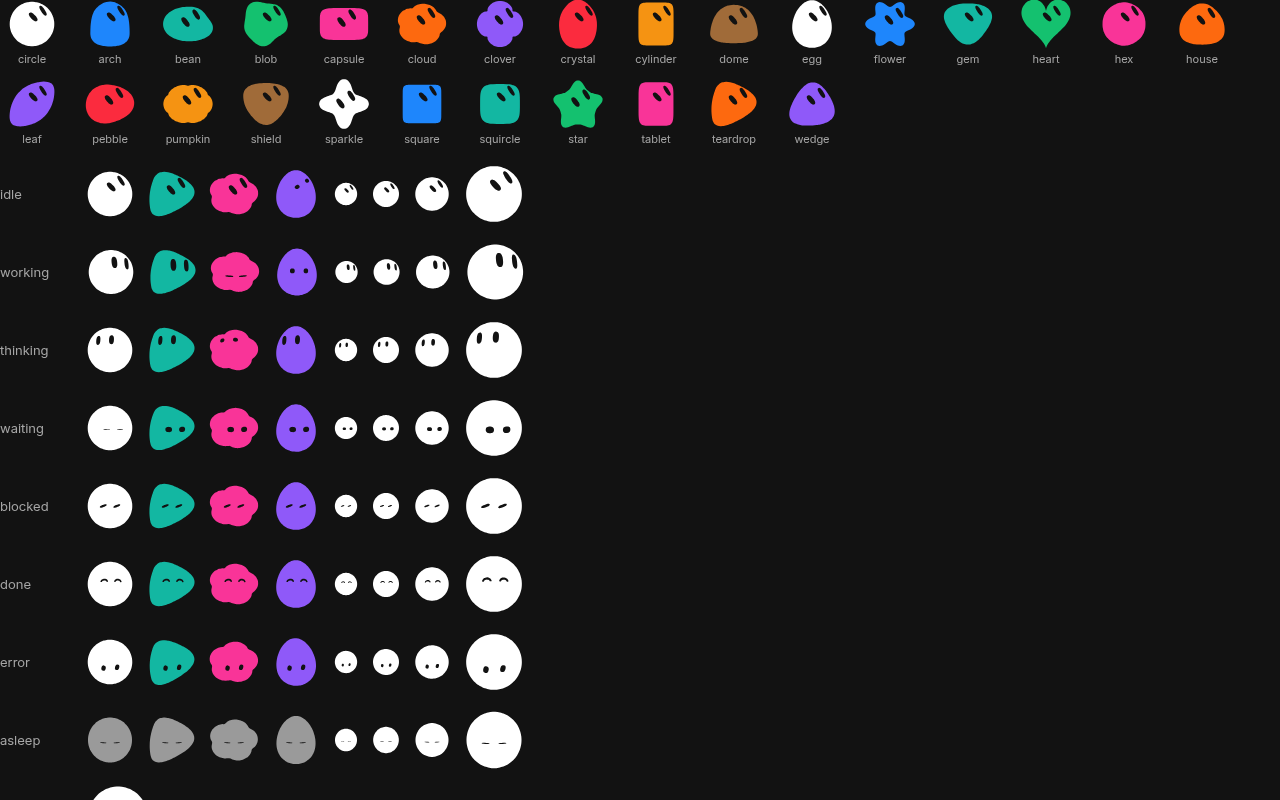 circle arch bean blob capsule cloud clover crystal cylinder dome egg flower gem heart hex house
leaf pebble pumpkin shield sparkle square squircle star tablet teardrop wedge
idle
working
thinking
waiting
blocked
done
error
asleep